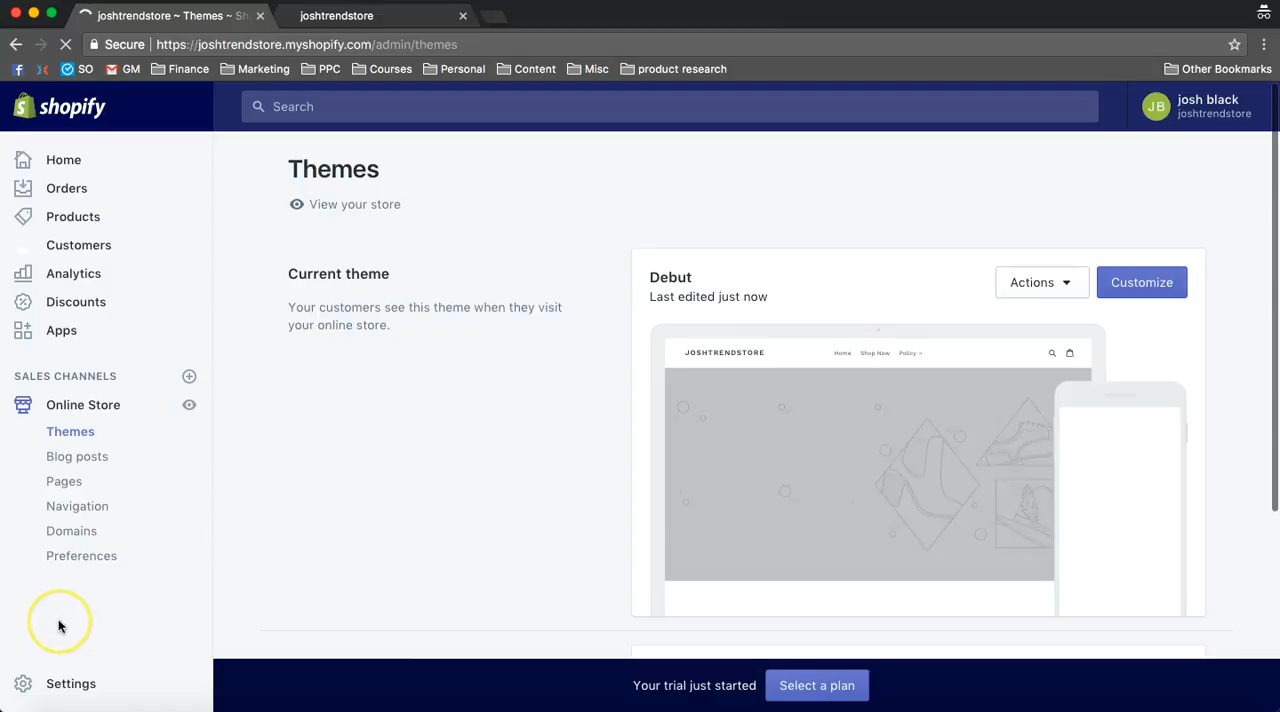 joshtrendstore ~ Themes ~ Sh
joshtrendstore
Secure
https://joshtrendstore.myshopify.com/admin/themes
SO
GM
Finance
Marketing
PPC
Courses
Personal
Content
Misc
product research
Other Bookmarks
shopify
Search
JB
josh black
joshtrendstore
Home
Orders
Products
Customers
Analytics
Discounts
Apps
SALES CHANNELS
Online Store
Themes
Blog posts
Pages
Navigation
Domains
Preferences
Settings
Themes
View your store
Current theme
Your customers see this theme when they visit
your online store.
Debut
Last edited just now
Actions
Customize
JOSHTRENDSTORE
Home
Shop Now
Policy
Your trial just started
Select a plan